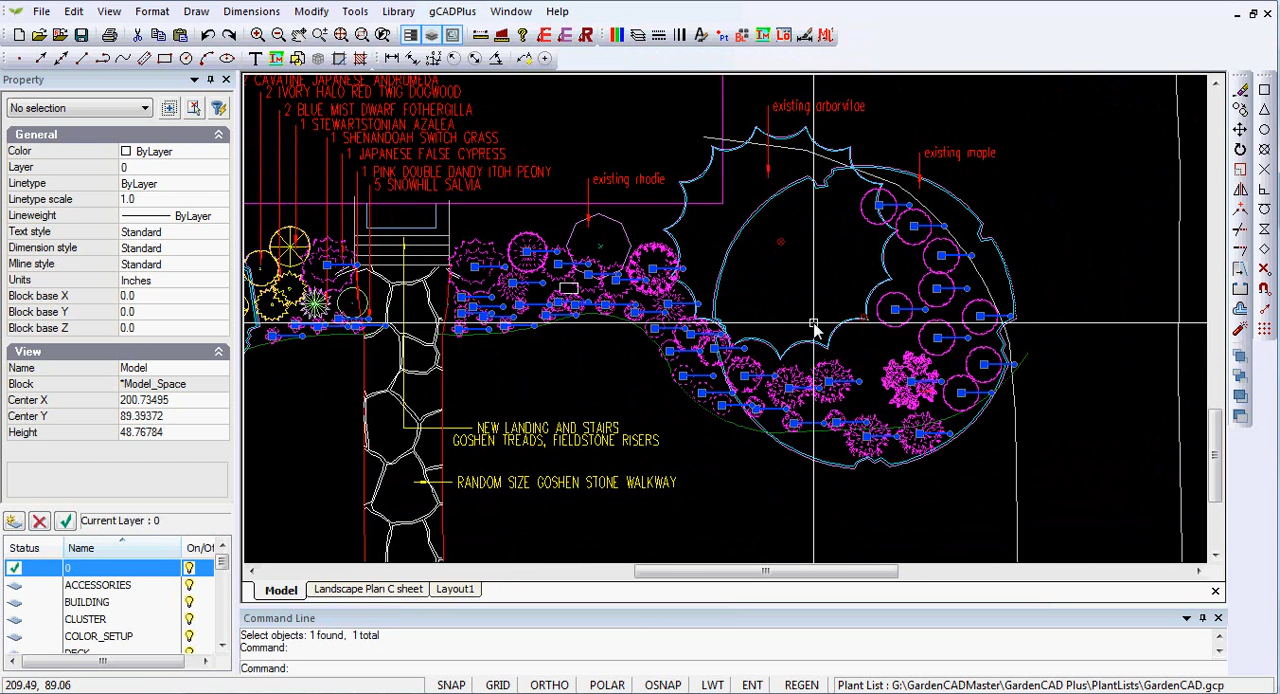 File Edit View Format Draw Dimensions Modify Tools Library gCADPlus Window Help
Property
No selection
General
Color ByLayer
Layer 0
Linetype ByLayer
Linetype scale 1.0
Lineweight ByLayer
Text style Standard
Dimension style Standard
Mline style Standard
Units Inches
Block base X 0.0
Block base Y 0.0
Block base Z 0.0
View
Name Model
Block *Model_Space
Center X 200.73495
Center Y 89.39372
Height 48.76784
Current Layer : 0
Status Name On/Of
0
ACCESSORIES
BUILDING
CLUSTER
COLOR_SETUP
DECK
2 CAVATINE JAPANESE ANDRUMEDA
2 IVORY HALO RED TWIG DOGWOOD
2 BLUE MIST DWARF FOTHERGILLA
1 STEWARTSTONIAN AZALEA
1 SHENANDOAH SWITCH GRASS
1 JAPANESE FALSE CYPRESS
1 PINK DOUBLE DANDY ITOH PEONY
5 SNOWHILL SALVIA
existing rhodie
existing arborvitae
existing maple
NEW LANDING AND STAIRS
GOSHEN TREADS, FIELDSTONE RISERS
RANDOM SIZE GOSHEN STONE WALKWAY
Model Landscape Plan C sheet Layout1
Command Line
Select objects: 1 found, 1 total
Command:
Command:
209.49, 89.06 SNAP GRID ORTHO POLAR OSNAP LWT ENT REGEN Plant List : G:\GardenCADMaster\GardenCAD Plus\PlantLists\GardenCAD.gcp